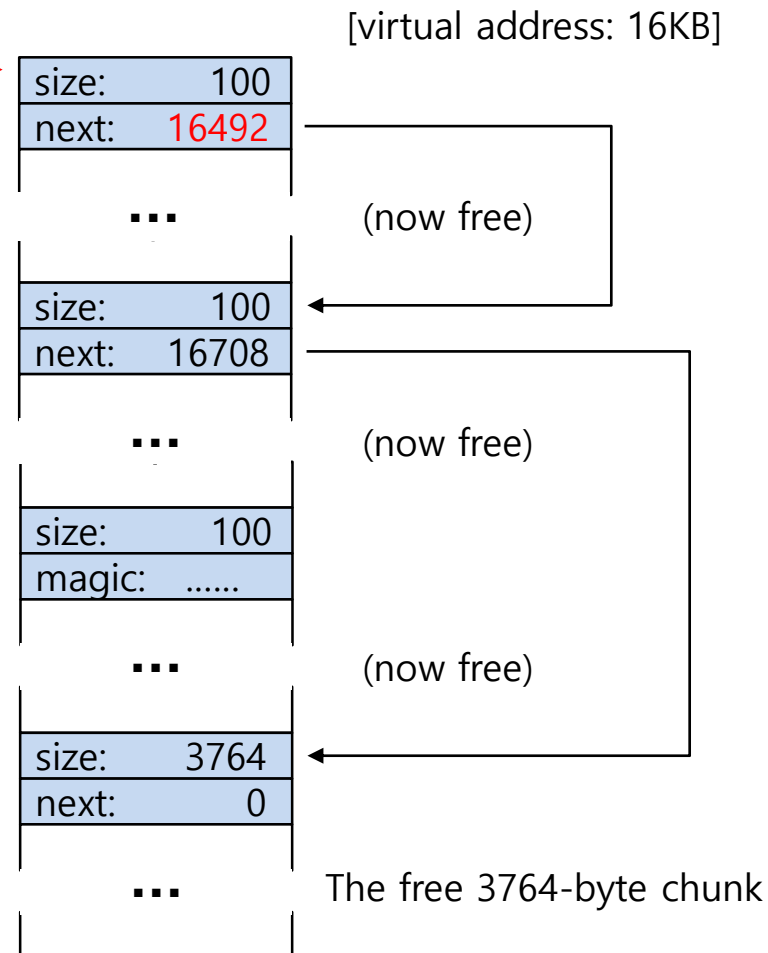 [virtual address: 16KB]
size: 100
next: 16492
...
(now free)
size: 100
next: 16708
...
(now free)
size: 100
magic: ......
...
(now free)
size: 3764
next: 0
...
The free 3764-byte chunk